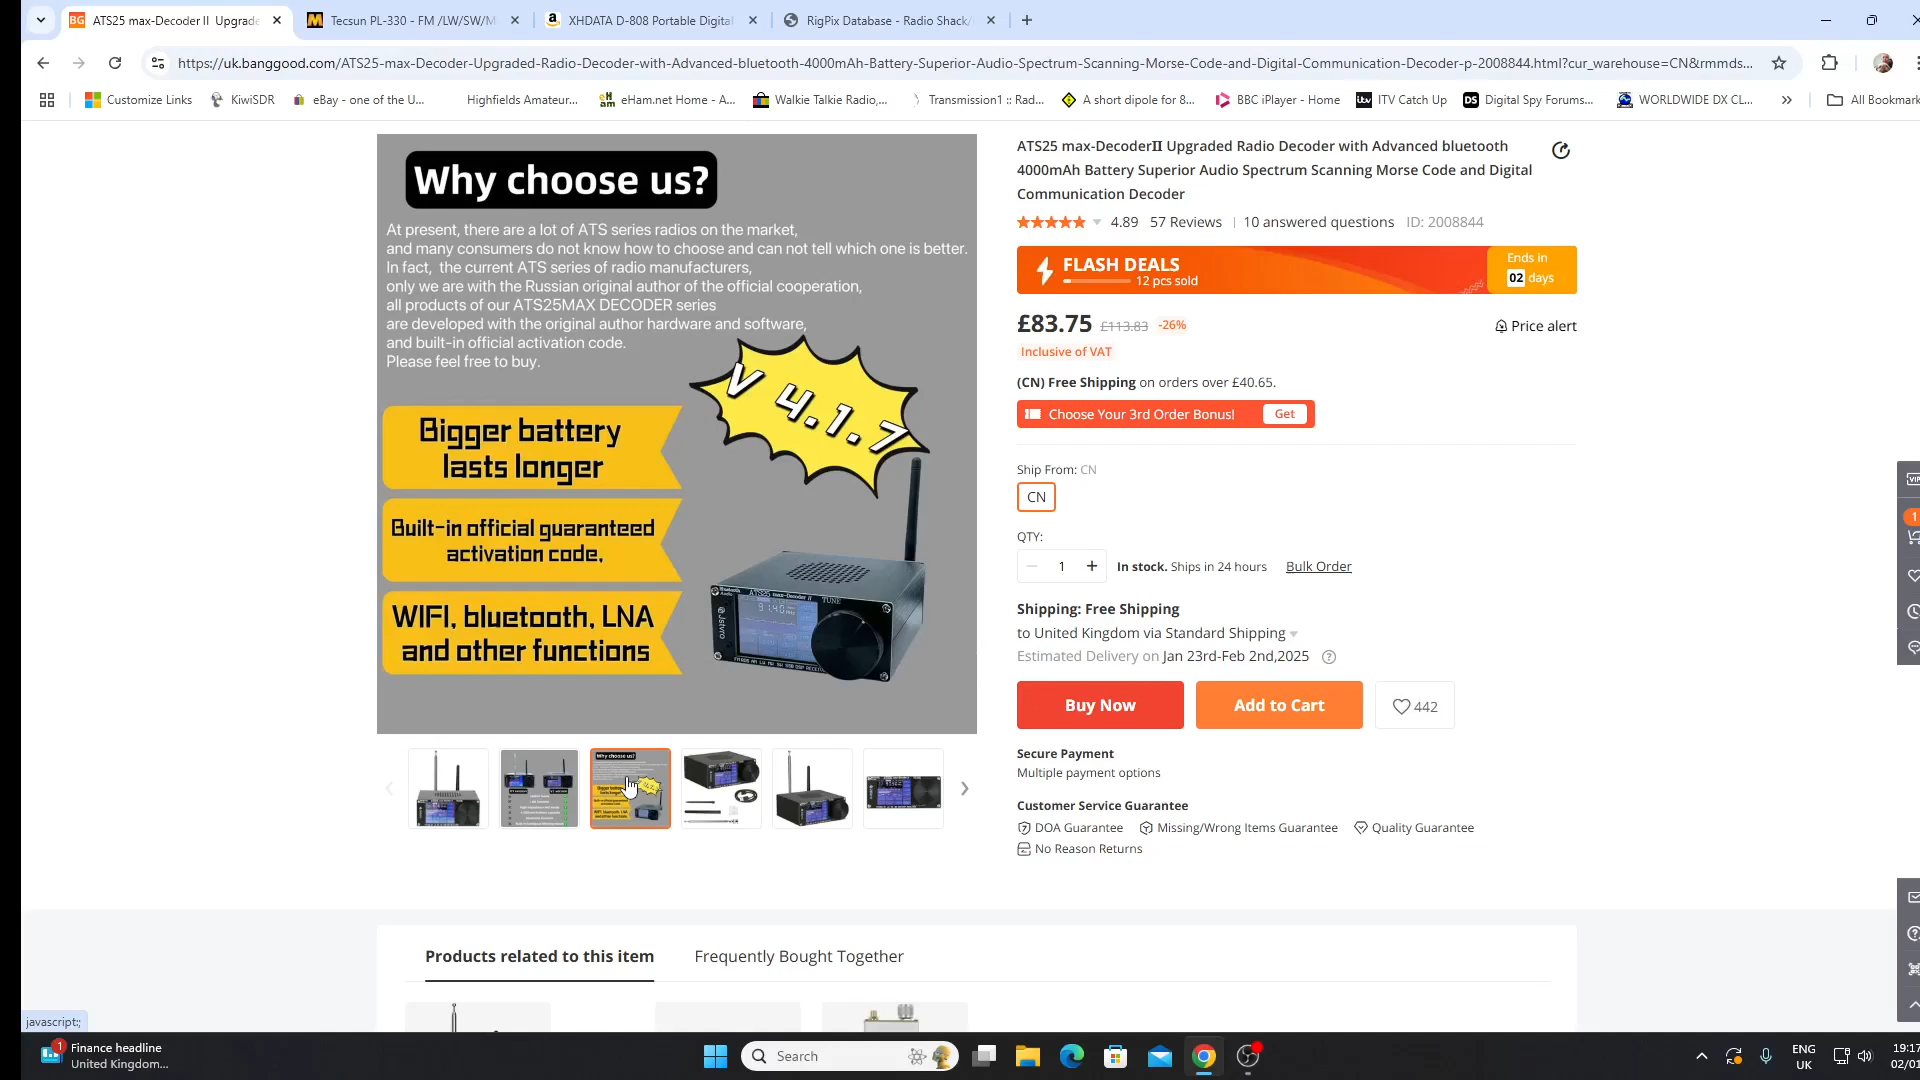 ATS25 max-Decoder II Upgrade
Tecsun PL-330 - FM /LW/SW/M
XHDATA D-808 Portable Digital
RigPix Database - Radio Shack/
https://uk.banggood.com/ATS25-max-Decoder-Upgraded-Radio-Decoder-with-Advanced-bluetooth-4000mAh-Battery-Superior-Audio-Spectrum-Scanning-Morse-Code-and-Digital-Communication-Decoder-p-2008844.html?cur_warehouse=CN&rmmds...
Customize Links
KiwiSDR
eBay - one of the U...
Highfields Amateur...
eHam.net Home - A...
Walkie Talkie Radio,...
Transmission1 :: Rad...
A short dipole for 8...
BBC iPlayer - Home
ITV Catch Up
Digital Spy Forums...
WORLDWIDE DX CL...
All Bookmark
Why choose us?
At present, there are a lot of ATS series radios on the market,
and many consumers do not know how to choose and can not tell which one is better.
In fact, the current ATS series of radio manufacturers,
only we are with the Russian original author of the official cooperation,
all products of our ATS25MAX DECODER series
are developed with the original author hardware and software,
and built-in official activation code.
Please feel free to buy.
V 4.1.7
Bigger battery
lasts longer
Built-in official guaranteed
activation code,
WIFI, bluetooth, LNA
and other functions
ATS25 max-Decoder II
TUNE
ATS25 max-DecoderII Upgraded Radio Decoder with Advanced bluetooth
4000mAh Battery Superior Audio Spectrum Scanning Morse Code and Digital
Communication Decoder
4.89 57 Reviews 10 answered questions ID: 2008844
FLASH DEALS
12 pcs sold
Ends in
02 days
£83.75 £113.83 -26%
Price alert
Inclusive of VAT
(CN) Free Shipping on orders over £40.65.
Choose Your 3rd Order Bonus! Get
Ship From: CN
CN
QTY:
1 In stock. Ships in 24 hours Bulk Order
Shipping: Free Shipping
to United Kingdom via Standard Shipping
Estimated Delivery on Jan 23rd-Feb 2nd,2025
Buy Now
Add to Cart
442
Secure Payment
Multiple payment options
Customer Service Guarantee
DOA Guarantee Missing/Wrong Items Guarantee Quality Guarantee
No Reason Returns
Products related to this item
Frequently Bought Together
javascript:;
Finance headline
United Kingdom...
Search
ENG
UK
19:17
02/01